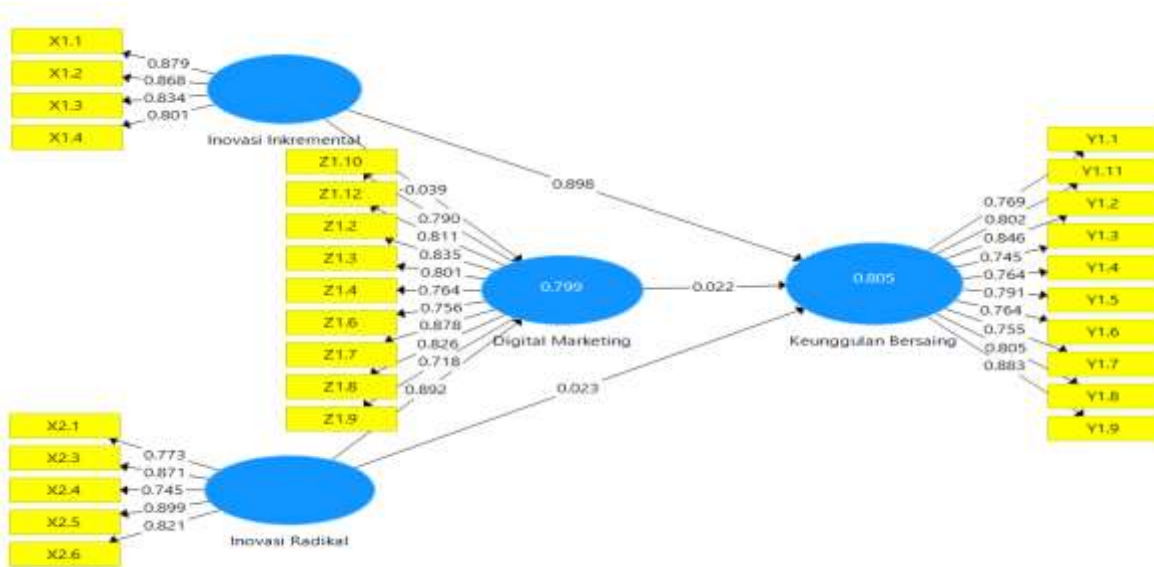 X1.1
X1.2
X1.3
X1.4
0.879
0.868
0.834
0.801
Inovasi Inkremental
Z1.10
Z1.12
Z1.2
Z1.3
Z1.4
Z1.6
Z1.7
Z1.8
Z1.9
-0.039
0.790
0.811
0.835
0.801
0.764
0.756
0.878
0.826
0.718
0.892
0.799
Digital Marketing
0.898
0.022
0.023
0.805
Keunggulan Bersaing
0.769
0.802
0.846
0.745
0.764
0.791
0.764
0.755
0.805
0.883
Y1.1
Y1.11
Y1.2
Y1.3
Y1.4
Y1.5
Y1.6
Y1.7
Y1.8
Y1.9
X2.1
X2.3
X2.4
X2.5
X2.6
0.773
0.871
0.745
0.899
0.821
Inovasi Radikal